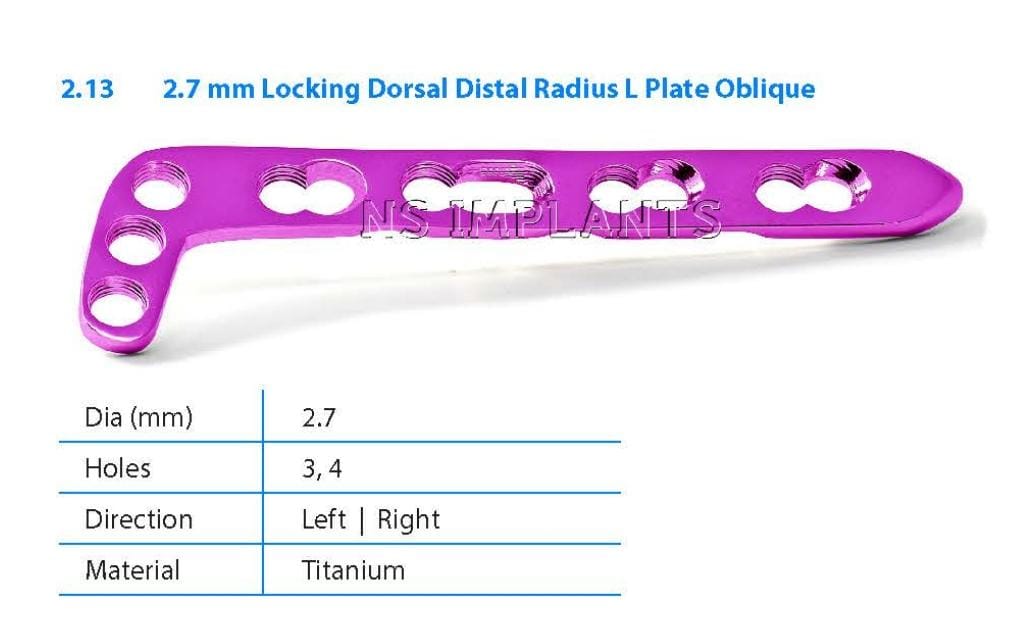 2.13 2.7 mm Locking Dorsal Distal Radius L Plate Oblique
NS IMPLANTS
Dia (mm) 2.7
Holes 3, 4
Direction Left | Right
Material Titanium